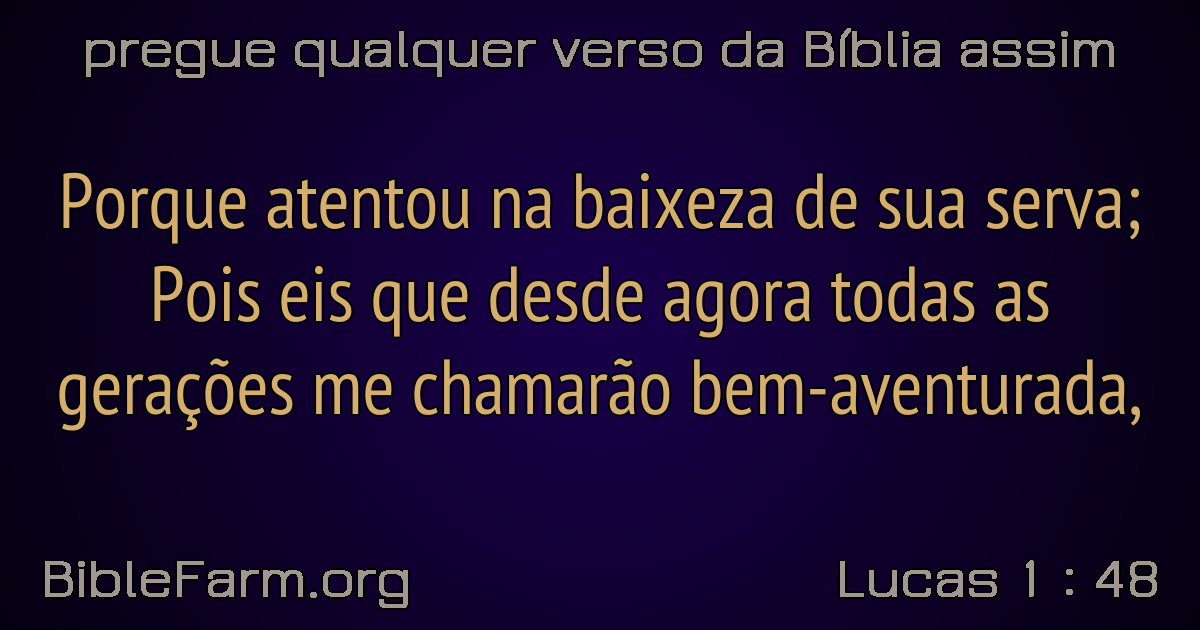 pregue qualquer verso da Bíblia assim
Porque atentou na baixeza de sua serva;
Pois eis que desde agora todas as
gerações me chamarão bem-aventurada,
BibleFarm.org
Lucas 1 : 48